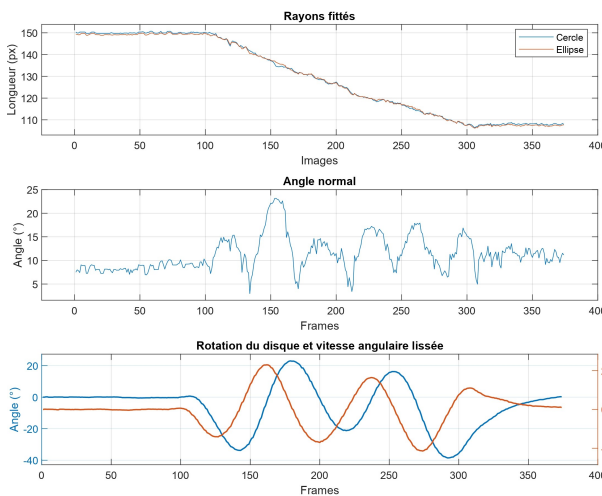 Rayons fittés
150
140
130
120
110
Longueur (px)
Cercle
Ellipse
0 50 100 150 200 250 300 350 400
Images
Angle normal
25
20
15
10
5
Angle (°)
0 50 100 150 200 250 300 350 400
Frames
Rotation du disque et vitesse angulaire lissée
20
0
-20
-40
Angle (°)
0 50 100 150 200 250 300 350 400
Frames